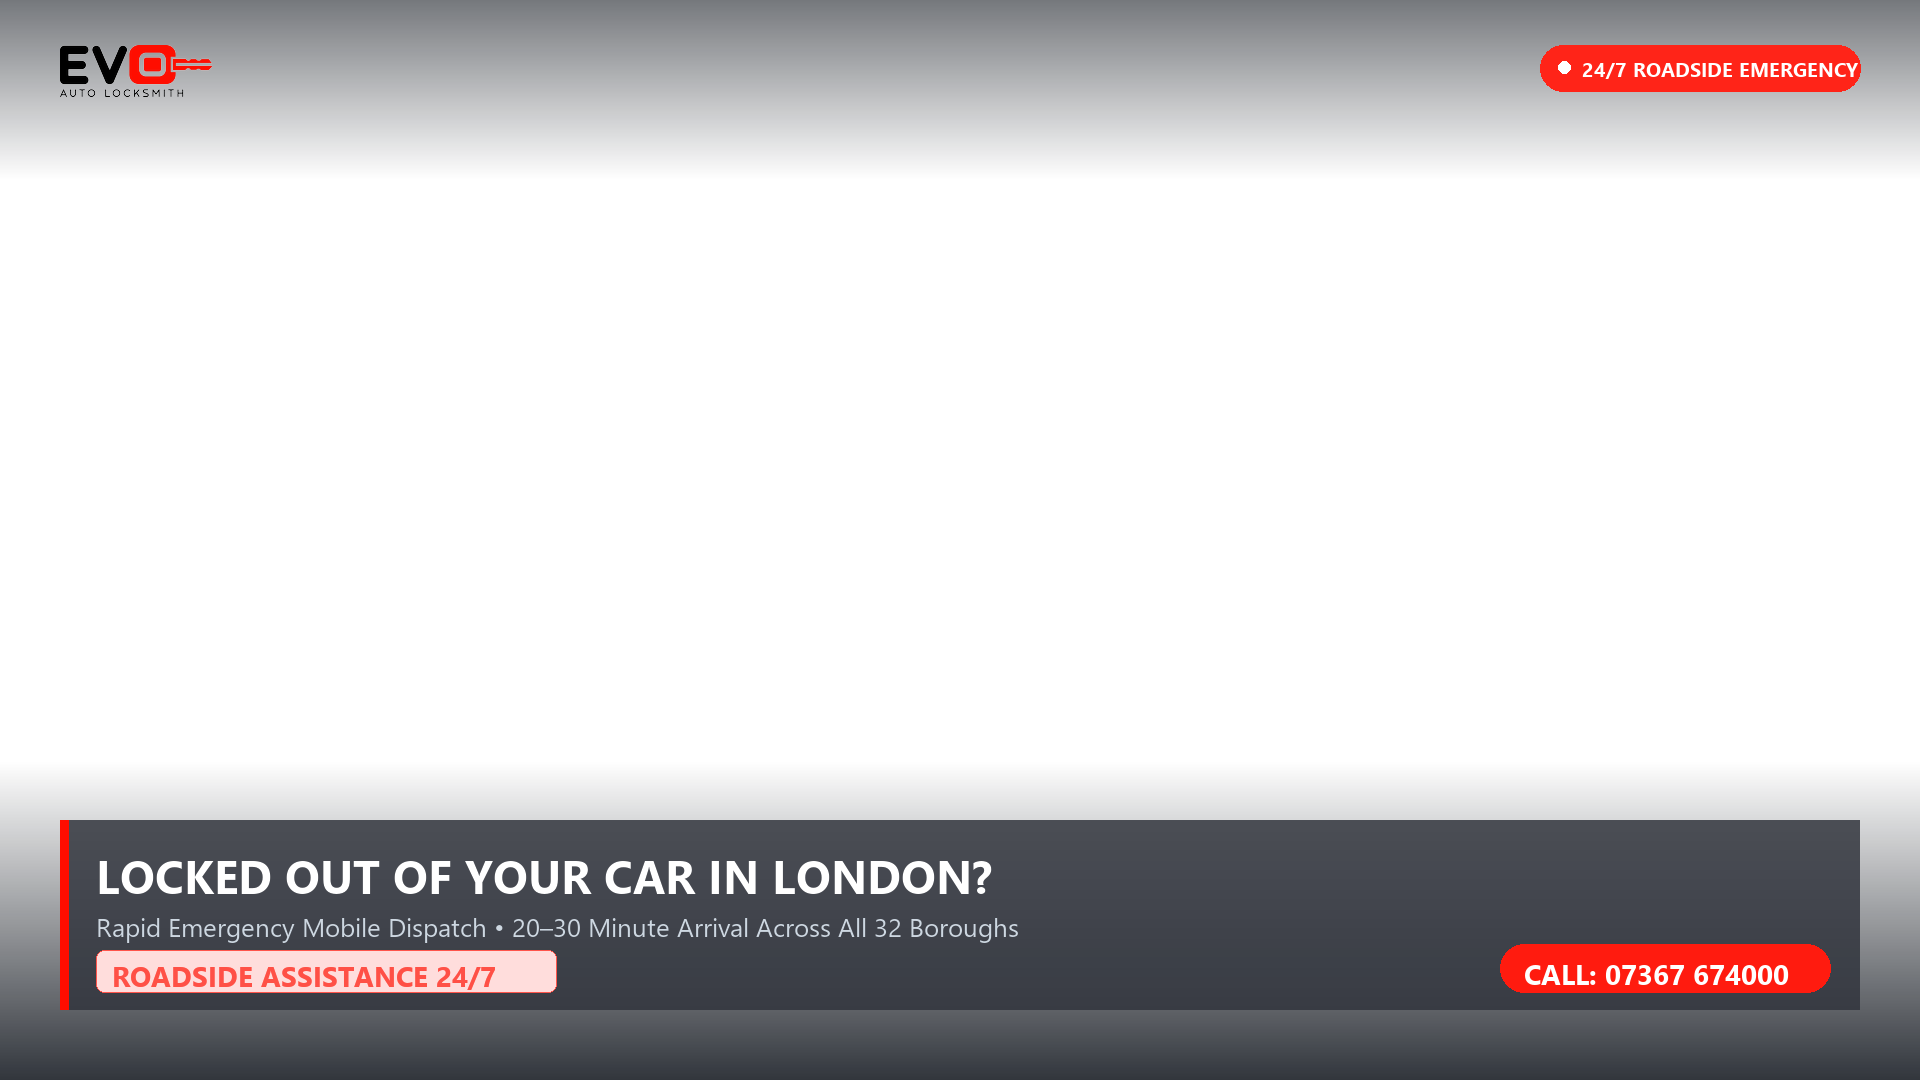 EVO
AUTO LOCKSMITH
24/7 ROADSIDE EMERGENCY
LOCKED OUT OF YOUR CAR IN LONDON?
Rapid Emergency Mobile Dispatch • 20–30 Minute Arrival Across All 32 Boroughs
ROADSIDE ASSISTANCE 24/7
CALL: 07367 674000